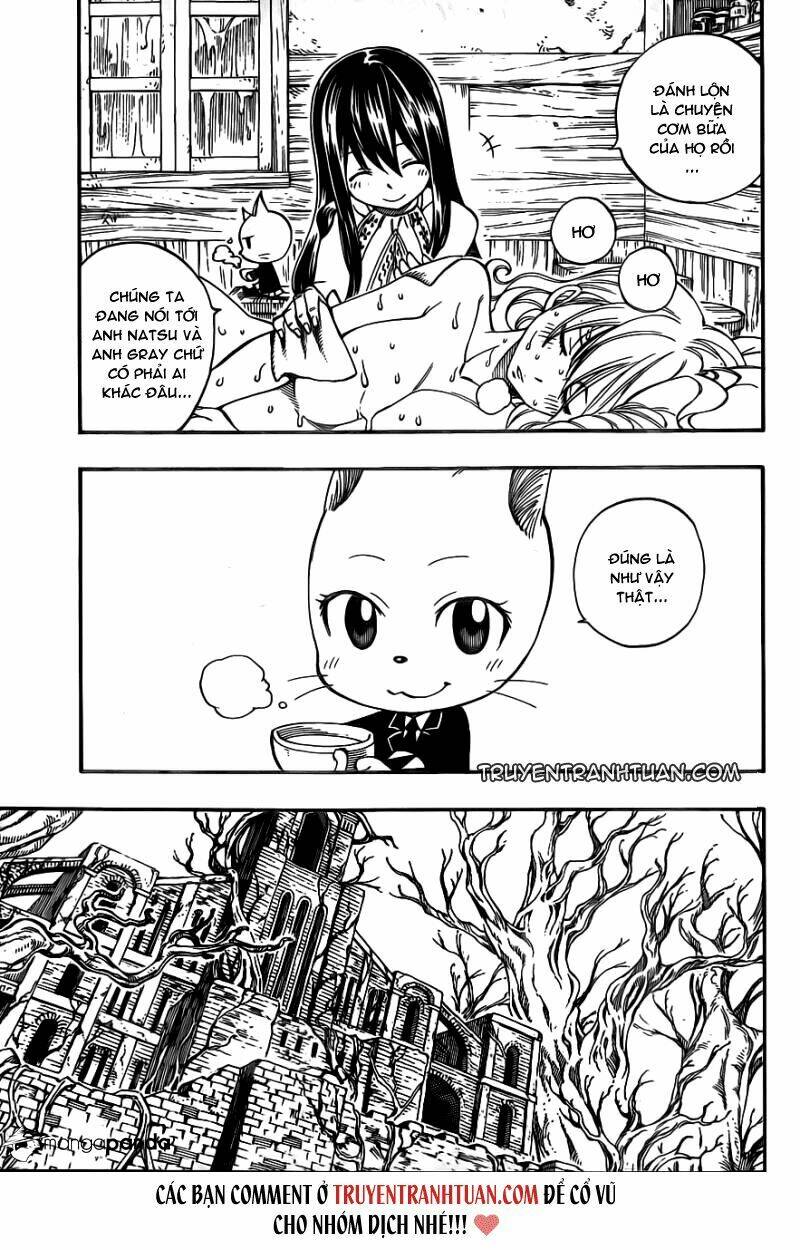 ĐÁNH LỘN
LÀ CHUYỆN
CƠM BỮA
CỦA HỌ RỒI
...
HƠ
HƠ
CHÚNG TA
ĐANG NÓI TỚI
ANH NATSU VÀ
ANH GRAY CHỨ
CÓ PHẢI AI
KHÁC ĐÂU...
ĐÚNG LÀ
NHƯ VẬY
THẬT...
TRUYENTRANHTUAN.COM
mangapanda
CÁC BẠN COMMENT Ở TRUYENTRANHTUAN.COM ĐỂ CỔ VŨ
CHO NHÓM DỊCH NHÉ!!! ❤